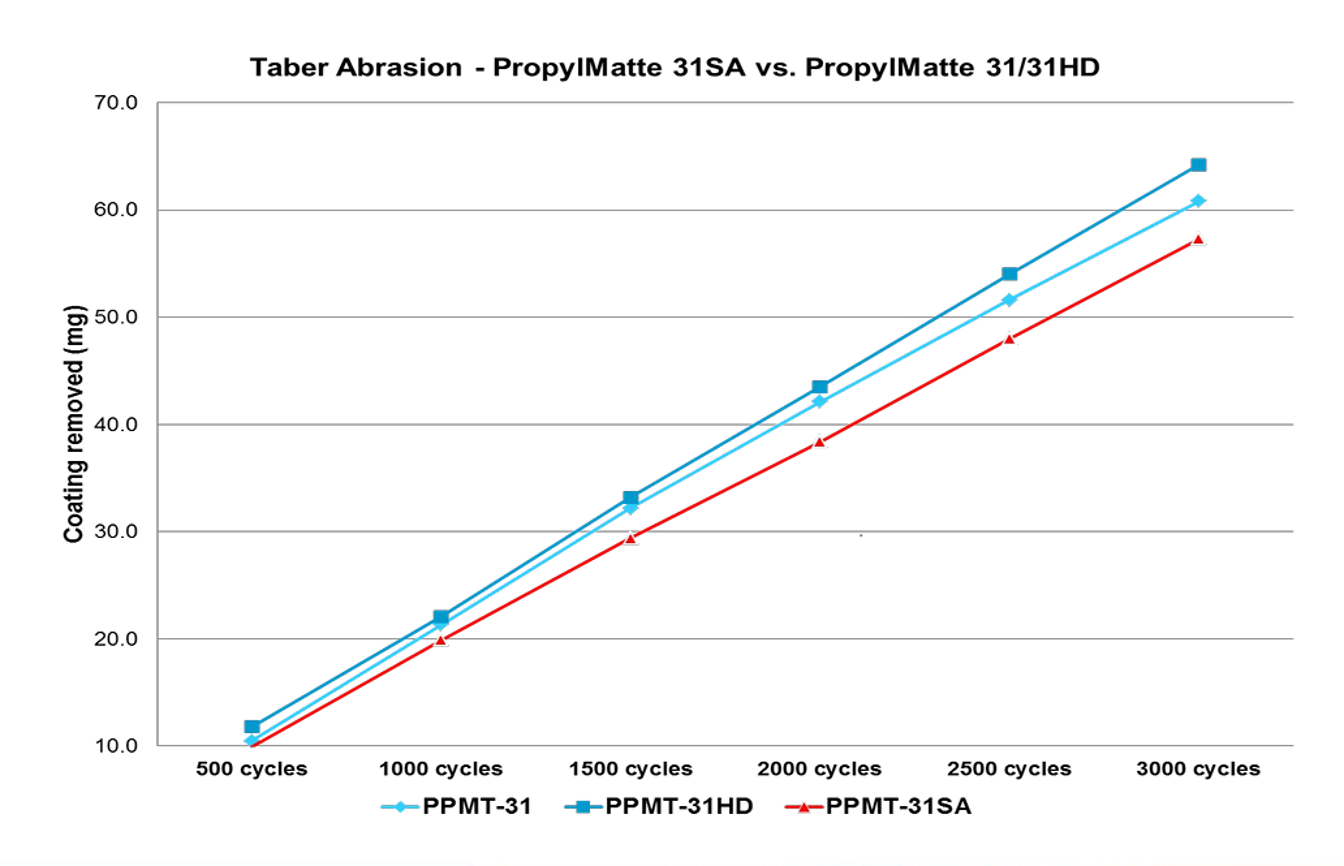 Taber Abrasion - PropylMatte 31SA vs. PropylMatte 31/31HD
70.0
60.0
50.0
40.0
30.0
20.0
10.0
Coating removed (mg)
500 cycles 1000 cycles 1500 cycles 2000 cycles 2500 cycles 3000 cycles
PPMT-31 PPMT-31HD PPMT-31SA